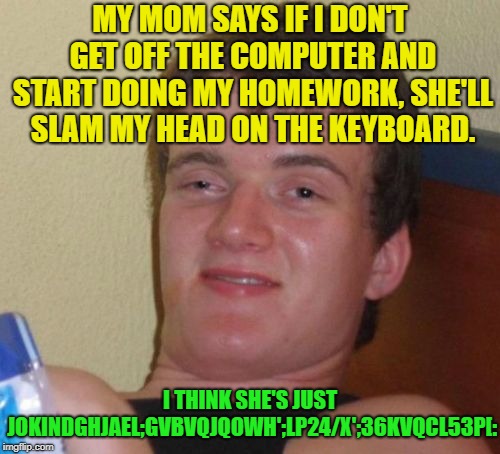 MY MOM SAYS IF I DON'T
GET OFF THE COMPUTER AND
START DOING MY HOMEWORK, SHE'LL
SLAM MY HEAD ON THE KEYBOARD.
I THINK SHE'S JUST
JOKINDGHJAEL;GVBVQJQOWH';LP24/X';36KVQCL53PI:
imgflip.com